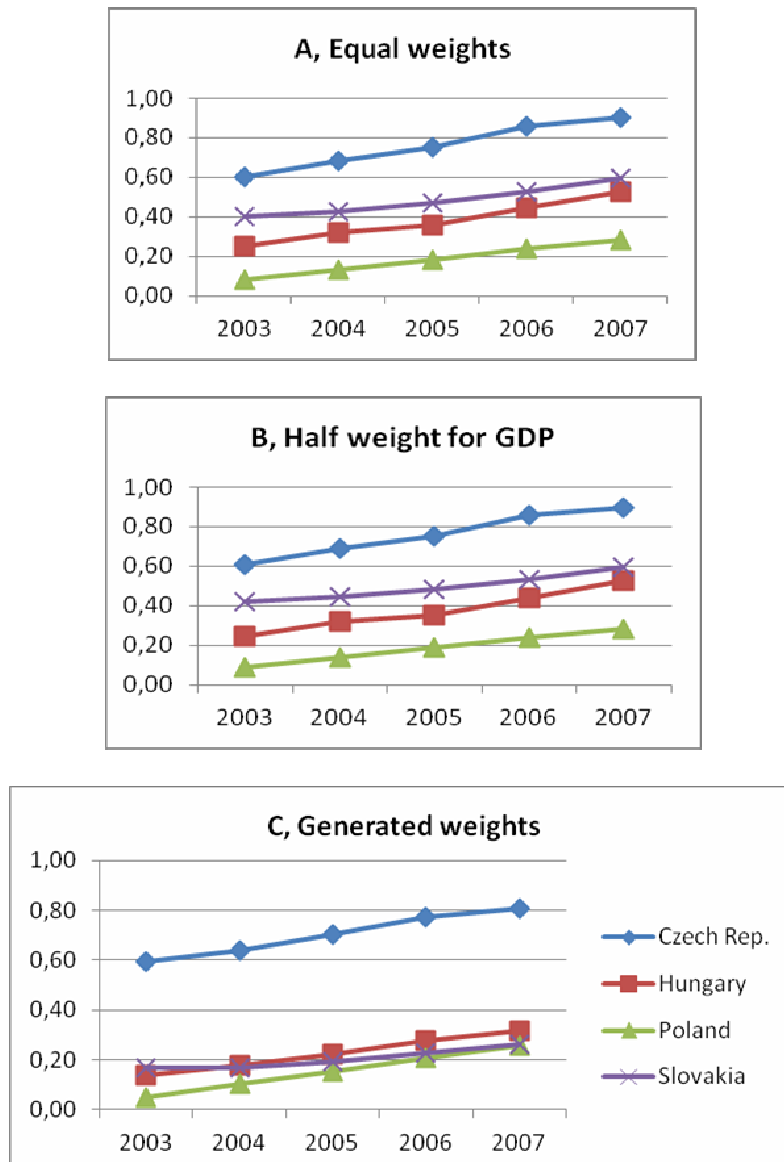 A, Equal weights
1,00
0,80
0,60
0,40
0,20
0,00
2003 2004 2005 2006 2007
B, Half weight for GDP
1,00
0,80
0,60
0,40
0,20
0,00
2003 2004 2005 2006 2007
C, Generated weights
1,00
0,80
0,60
0,40
0,20
0,00
2003 2004 2005 2006 2007
Czech Rep.
Hungary
Poland
Slovakia